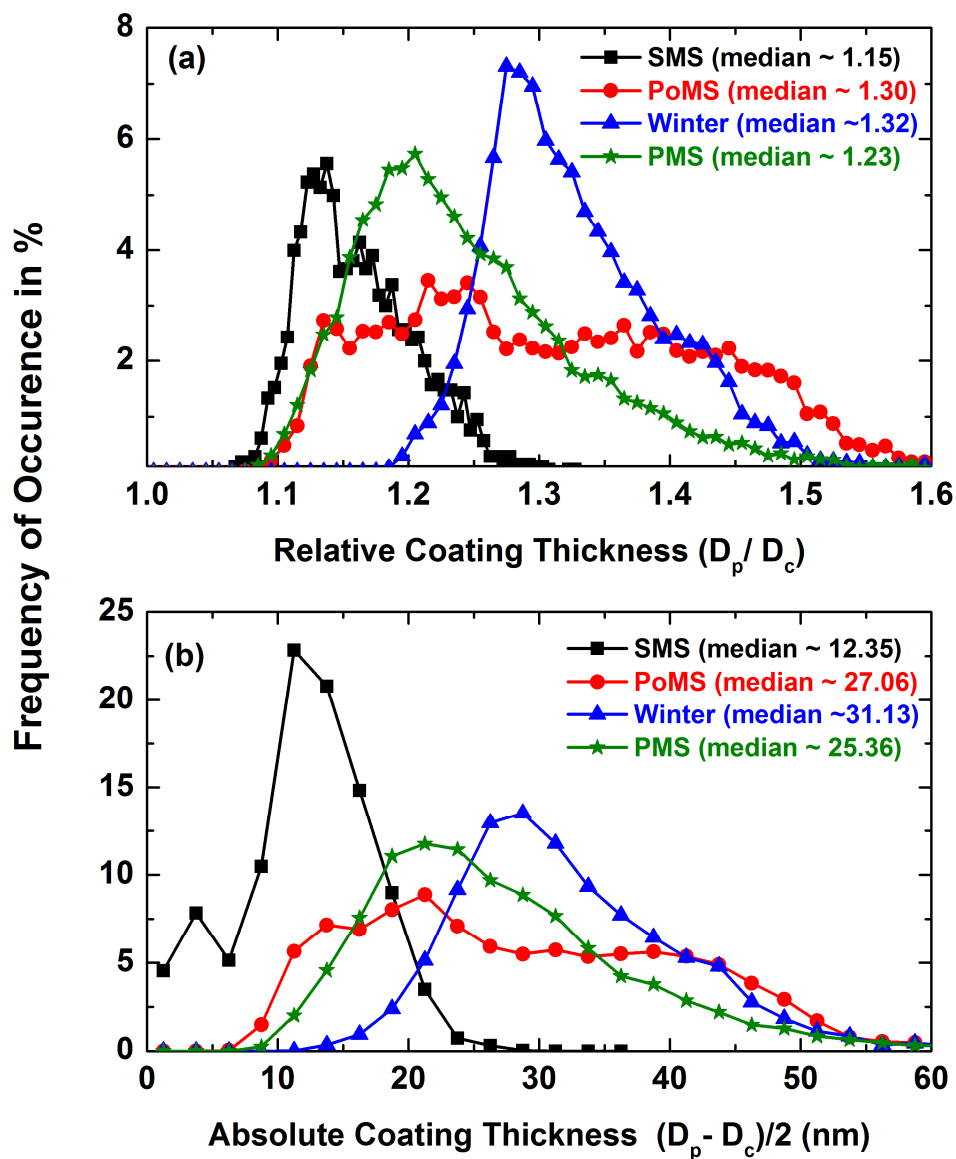 Frequency of Occurence in %
8
6
4
2
(a)
SMS (median ~ 1.15)
PoMS (median ~ 1.30)
Winter (median ~1.32)
PMS (median ~ 1.23)
1.0 1.1 1.2 1.3 1.4 1.5 1.6
Relative Coating Thickness (Dp/ Dc)
25
20
15
10
5
0
(b)
SMS (median ~ 12.35)
PoMS (median ~ 27.06)
Winter (median ~31.13)
PMS (median ~ 25.36)
0 10 20 30 40 50 60
Absolute Coating Thickness (Dp- Dc)/2 (nm)